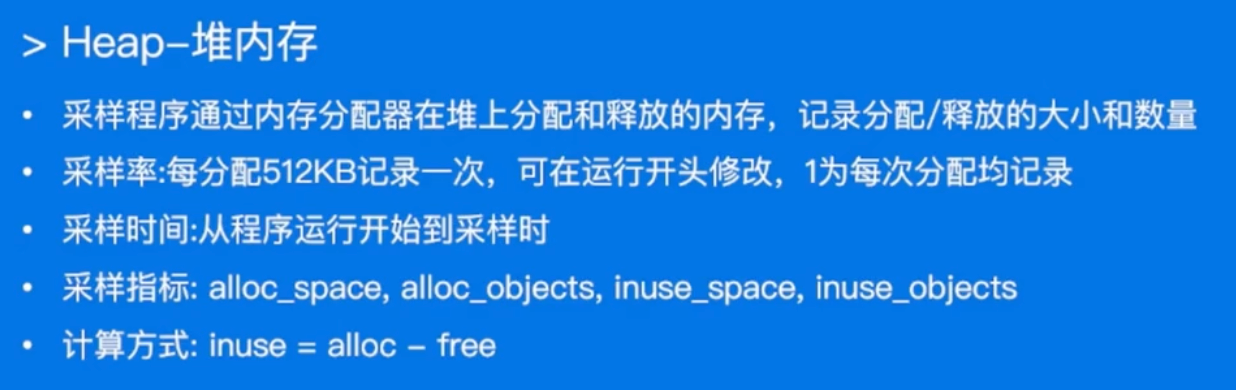 > Heap-堆内存
• 采样程序通过内存分配器在堆上分配和释放的内存，记录分配/释放的大小和数量
• 采样率:每分配512KB记录一次，可在运行开头修改，1为每次分配均记录
• 采样时间:从程序运行开始到采样时
• 采样指标: alloc_space, alloc_objects, inuse_space, inuse_objects
• 计算方式: inuse = alloc - free